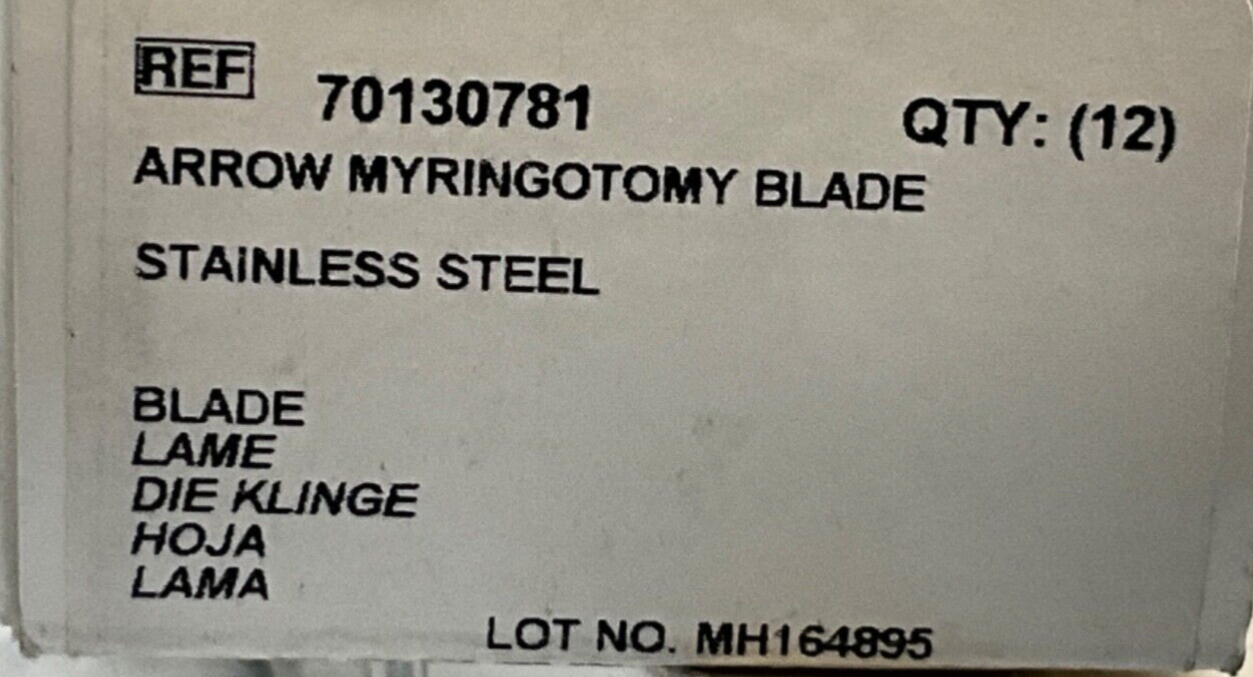 REF 70130781 QTY: (12)
ARROW MYRINGOTOMY BLADE
STAINLESS STEEL
BLADE
LAME
DIE KLINGE
HOJA
LAMA
LOT NO. MH164895